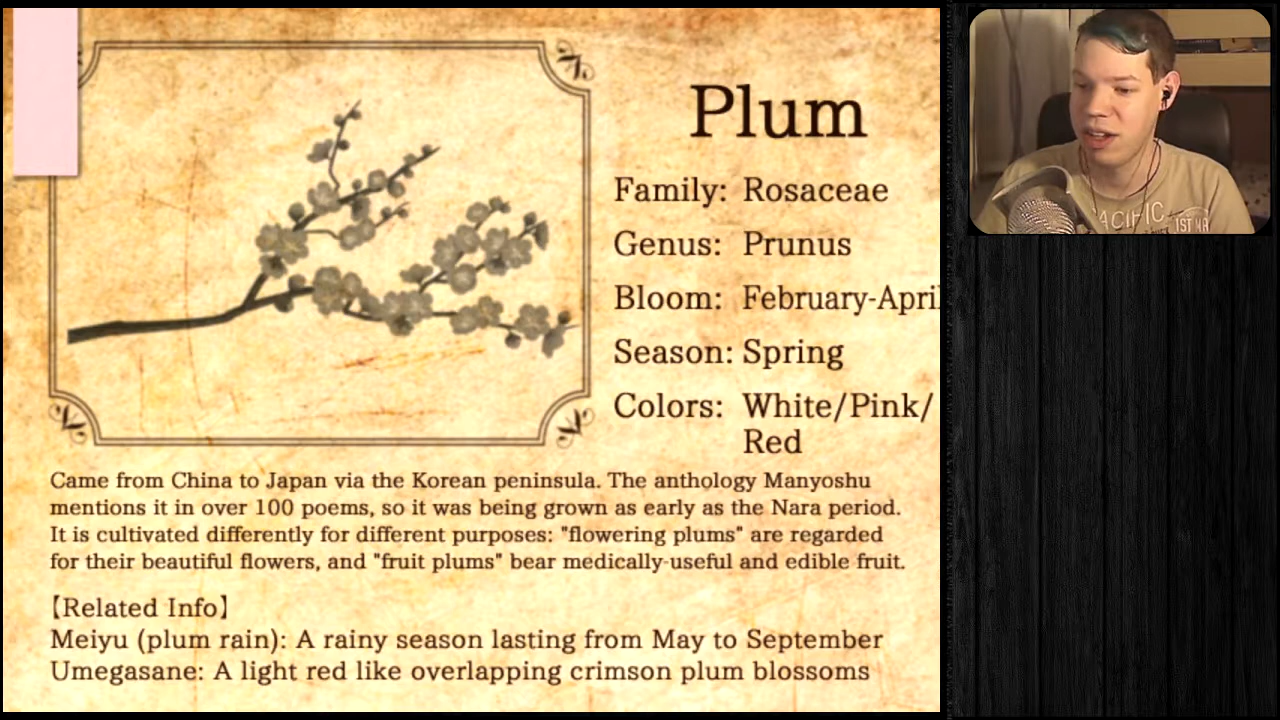 Plum
Family: Rosaceae
Genus: Prunus
Bloom: February-April
Season: Spring
Colors: White/Pink/
Red
Came from China to Japan via the Korean peninsula. The anthology Manyoshu
mentions it in over 100 poems, so it was being grown as early as the Nara period.
It is cultivated differently for different purposes: "flowering plums" are regarded
for their beautiful flowers, and "fruit plums" bear medically-useful and edible fruit.
【Related Info】
Meiyu (plum rain): A rainy season lasting from May to September
Umegasane: A light red like overlapping crimson plum blossoms
PACIFIC
1ST